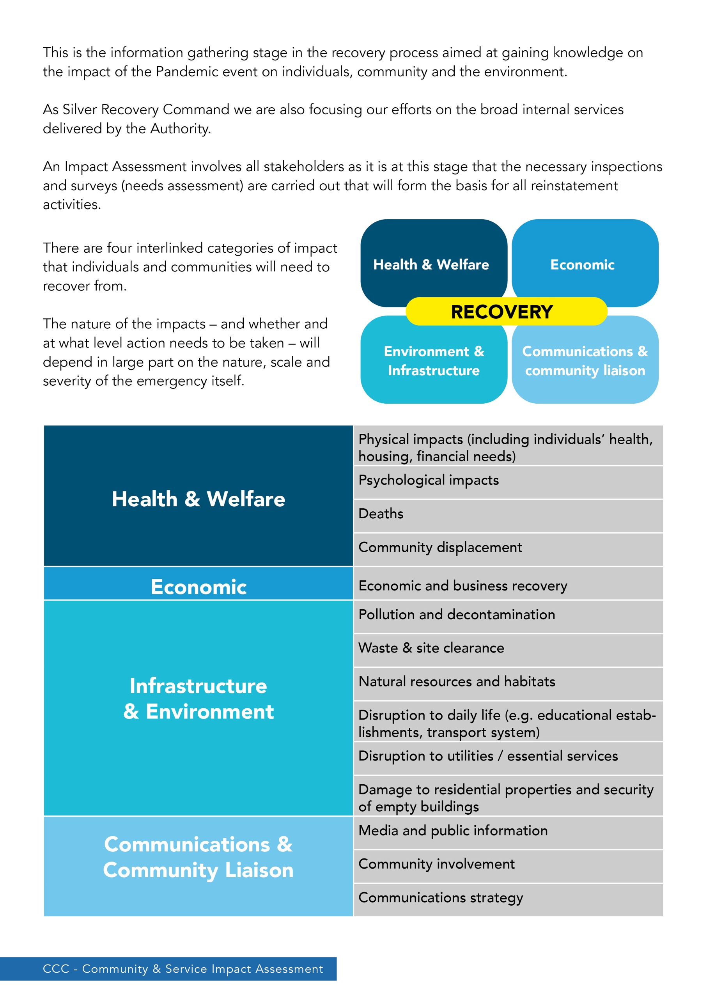 This is the information gathering stage in the recovery process aimed at gaining knowledge on
the impact of the Pandemic event on individuals, community and the environment.
As Silver Recovery Command we are also focusing our efforts on the broad internal services
delivered by the Authority.
An Impact Assessment involves all stakeholders as it is at this stage that the necessary inspections
and surveys (needs assessment) are carried out that will form the basis for all reinstatement
activities.
There are four interlinked categories of impact
that individuals and communities will need to
recover from.
The nature of the impacts – and whether and
at what level action needs to be taken – will
depend in large part on the nature, scale and
severity of the emergency itself.
Health & Welfare
Economic
RECOVERY
Environment &
Infrastructure
Communications &
community liaison
Health & Welfare
Physical impacts (including individuals’ health,
housing, financial needs)
Psychological impacts
Deaths
Community displacement
Economic
Economic and business recovery
Infrastructure
& Environment
Pollution and decontamination
Waste & site clearance
Natural resources and habitats
Disruption to daily life (e.g. educational estab-
lishments, transport system)
Disruption to utilities / essential services
Damage to residential properties and security
of empty buildings
Communications &
Community Liaison
Media and public information
Community involvement
Communications strategy
CCC - Community & Service Impact Assessment